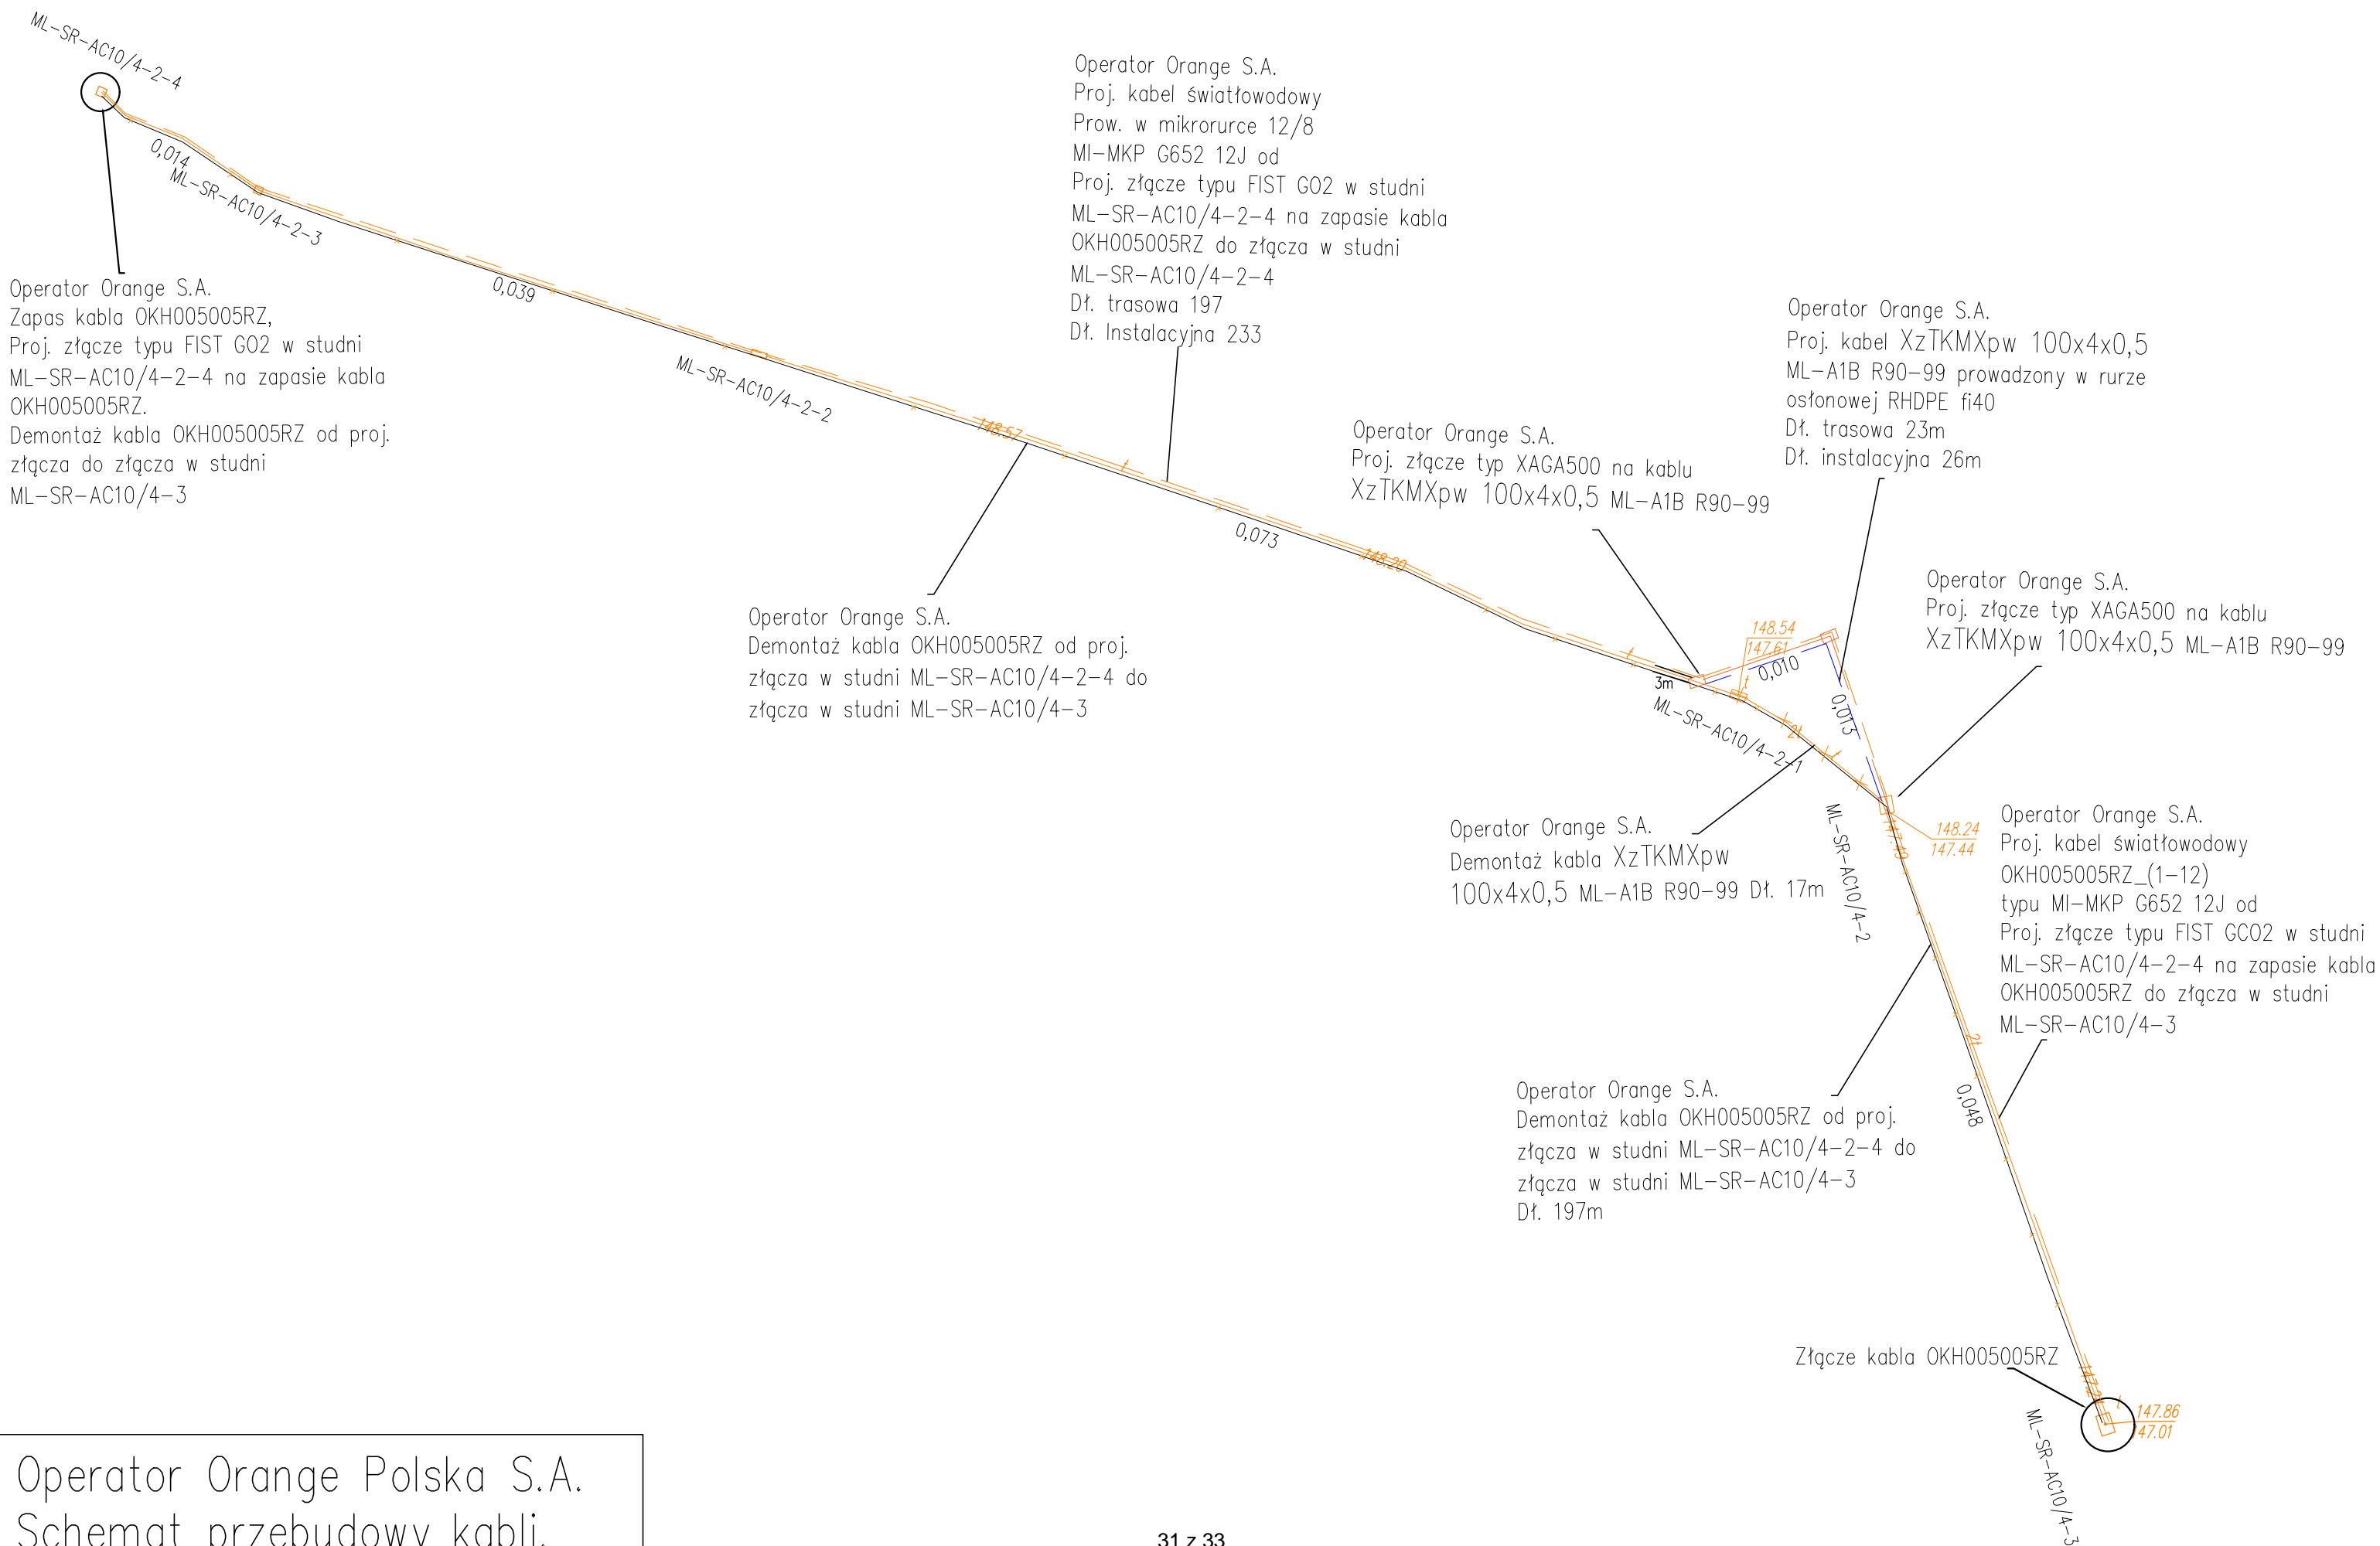 ML-SR-AC10/4-2-4
0,014
ML-SR-AC10/4-2-3
Operator Orange S.A.
Zapas kabla OKH005005RZ,
Proj. złącze typu FIST GO2 w studni
ML-SR-AC10/4-2-4 na zapasie kabla
OKH005005RZ.
Demontaż kabla OKH005005RZ od proj.
złącza do złącza w studni
ML-SR-AC10/4-3
0,039
ML-SR-AC10/4-2-2
148.57
t
Operator Orange S.A.
Proj. kabel światłowodowy
Prow. w mikrorurce 12/8
MI-MKP G652 12J od
Proj. złącze typu FIST GO2 w studni
ML-SR-AC10/4-2-4 na zapasie kabla
OKH005005RZ do złącza w studni
ML-SR-AC10/4-2-4
Dł. trasowa 197
Dł. Instalacyjna 233
0,073
148.20
t
Operator Orange S.A.
Demontaż kabla OKH005005RZ od proj.
złącza w studni ML-SR-AC10/4-2-4 do
złącza w studni ML-SR-AC10/4-3
Operator Orange S.A.
Proj. złącze typ XAGA500 na kablu
XzTKMXpw 100x4x0,5 ML-A1B R90-99
Operator Orange S.A.
Proj. kabel XzTKMXpw 100x4x0,5
ML-A1B R90-99 prowadzony w rurze
osłonowej RHDPE fi40
Dł. trasowa 23m
Dł. instalacyjna 26m
Operator Orange S.A.
Proj. złącze typ XAGA500 na kablu
XzTKMXpw 100x4x0,5 ML-A1B R90-99
148.54
147.61
0,010
3m
t
0,013
ML-SR-AC10/4-2-1
2t
t
Operator Orange S.A.
Demontaż kabla XzTKMXpw
100x4x0,5 ML-A1B R90-99 Dł. 17m
ML-SR-AC10/4-2
148.24
147.44
Operator Orange S.A.
Proj. kabel światłowodowy
OKH005005RZ_(1-12)
typu MI-MKP G652 12J od
Proj. złącze typu FIST GCO2 w studni
ML-SR-AC10/4-2-4 na zapasie kabla
OKH005005RZ do złącza w studni
ML-SR-AC10/4-3
2t
0,048
Operator Orange S.A.
Demontaż kabla OKH005005RZ od proj.
złącza w studni ML-SR-AC10/4-2-4 do
złącza w studni ML-SR-AC10/4-3
Dł. 197m
Złącze kabla OKH005005RZ
t
147.86
147.01
ML-SR-AC10/4-3
Operator Orange Polska S.A.
Schemat przebudowy kabli.
31 z 33